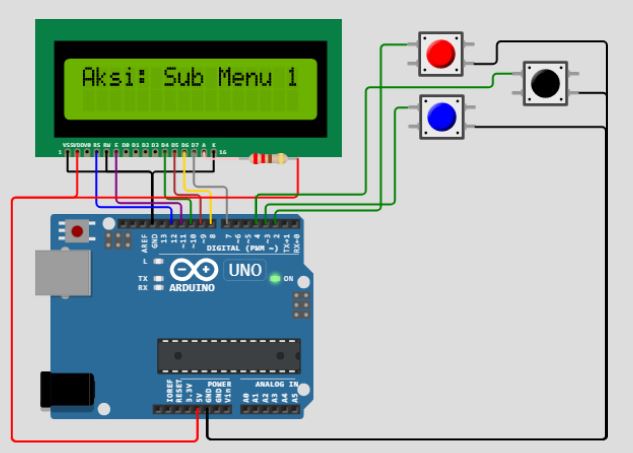 Aksi: Sub Menu 1
1 VSS VDD V0 RS RW E D0 D1 D2 D3 D4 D5 D6 D7 A K 16
AREF GND 13 12 ~11 ~10 ~9 8 7 ~6 ~5 4 ~3 2 TX→1 RX←0
DIGITAL (PWM ~)
L
UNO
ON
TX
RX
ARDUINO
POWER
ANALOG IN
IOREF RESET 3.3V 5V GND GND Vin A0 A1 A2 A3 A4 A5